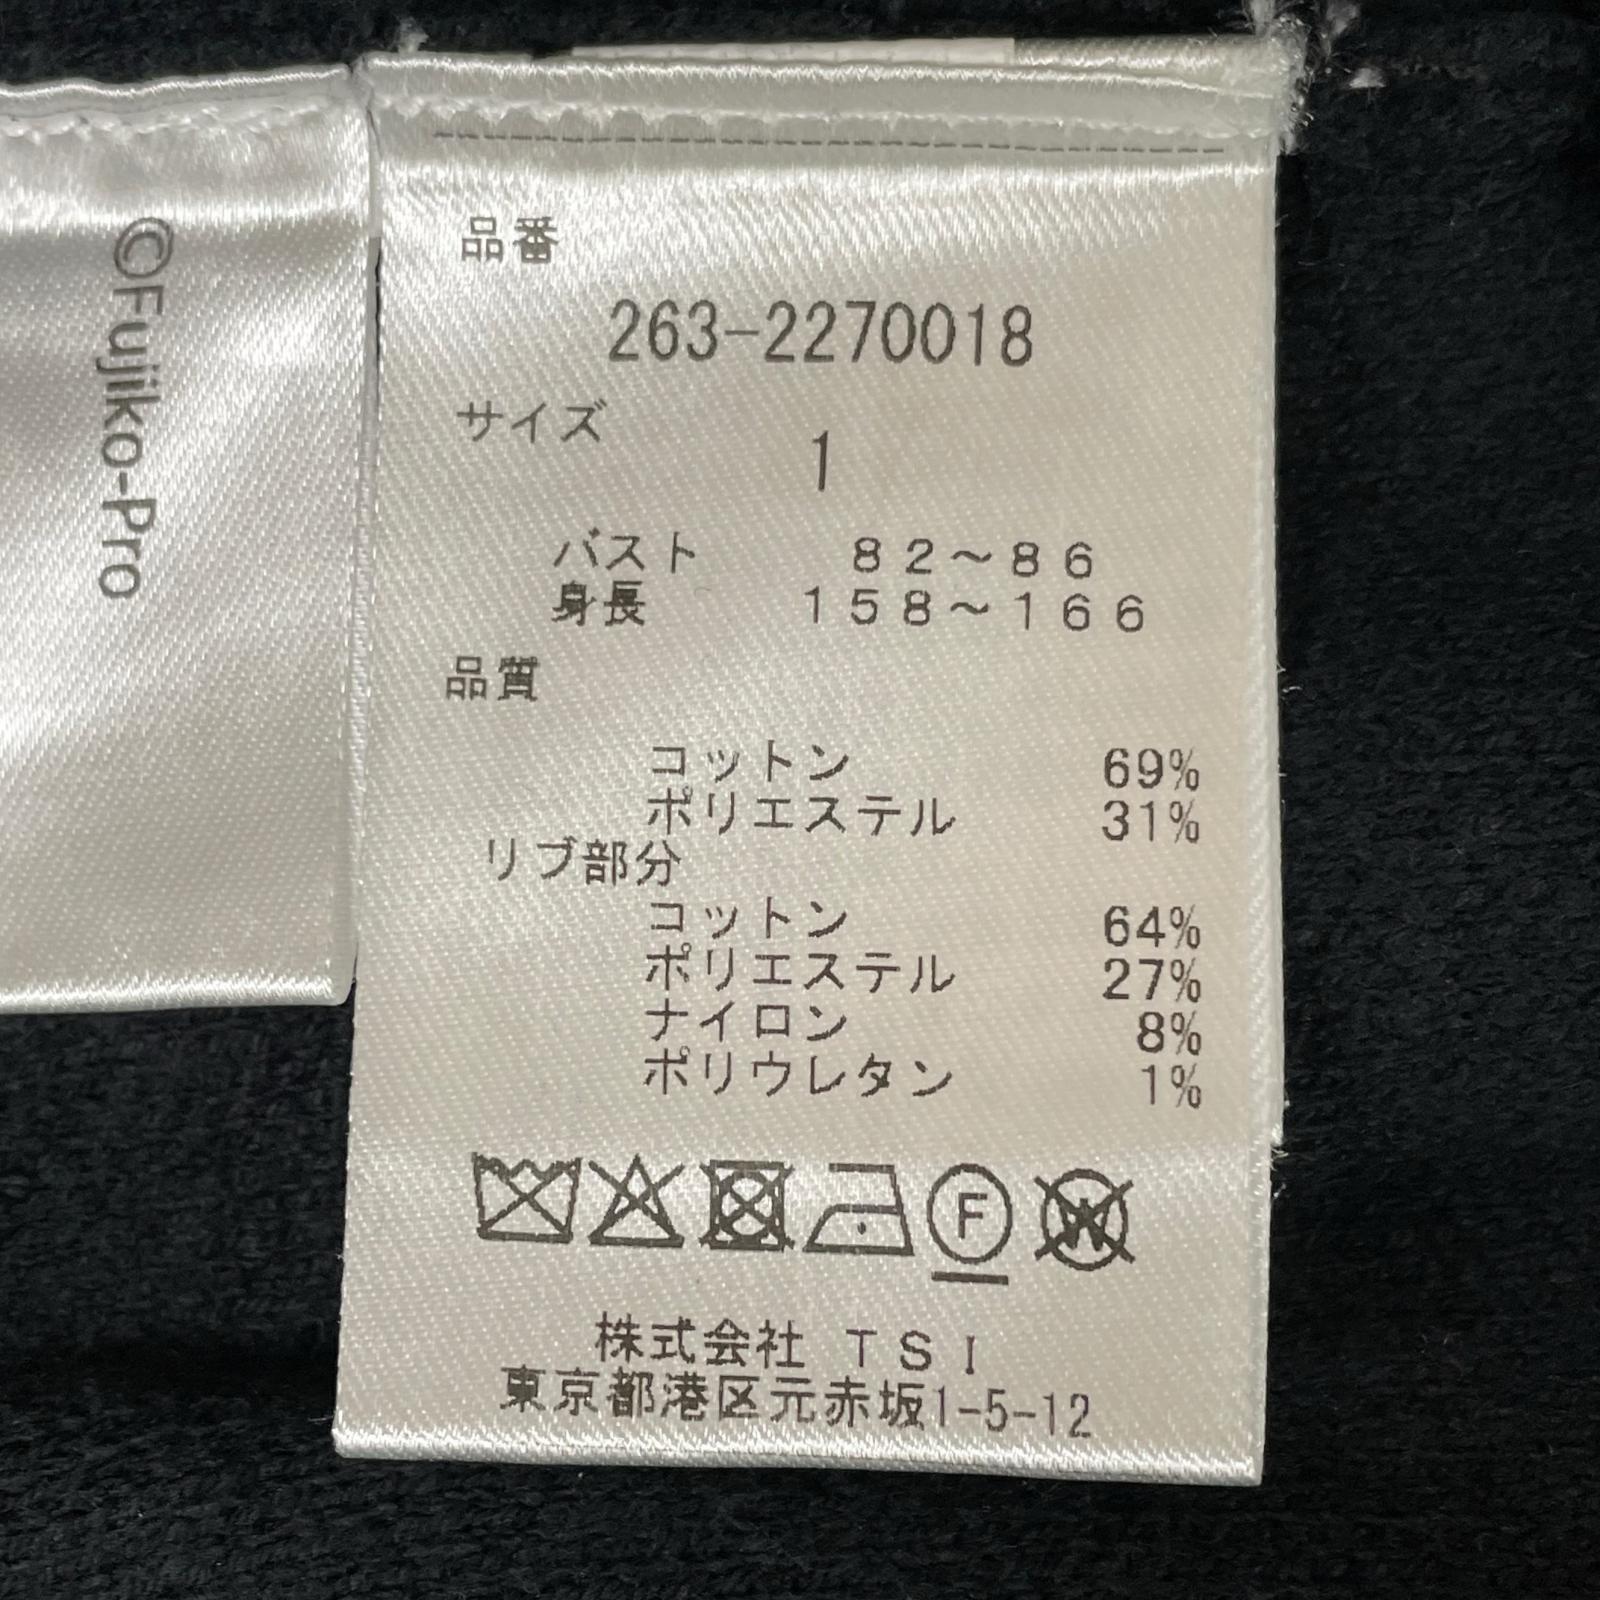 ©Fujiko-Pro
品番
263-2270018
サイズ
1
バスト 82～86
身長 158～166
品質
コットン 69%
ポリエステル 31%
リブ部分
コットン 64%
ポリエステル 27%
ナイロン 8%
ポリウレタン 1%
F W
株式会社 TSI
東京都港区元赤坂1-5-12